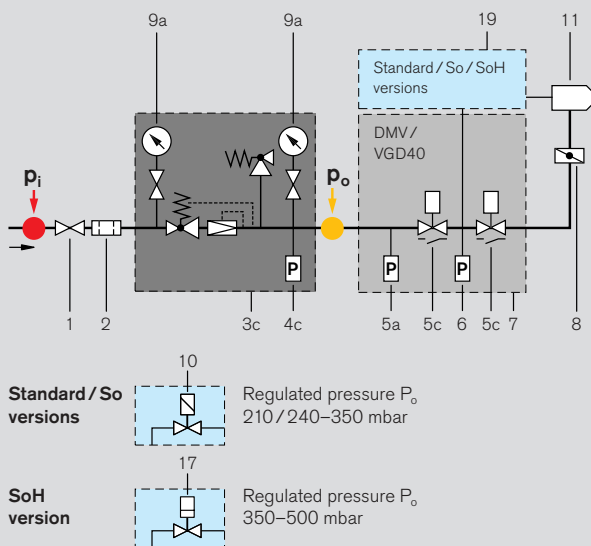 9a 9a 19 11
Standard / So / SoH
versions
DMV /
VGD40
pi po
P P P
1 2 3c 4c 5a 5c 6 5c 7 8
10
Standard / So
versions
Regulated pressure Po
210 / 240–350 mbar
17
SoH
version
Regulated pressure Po
350–500 mbar